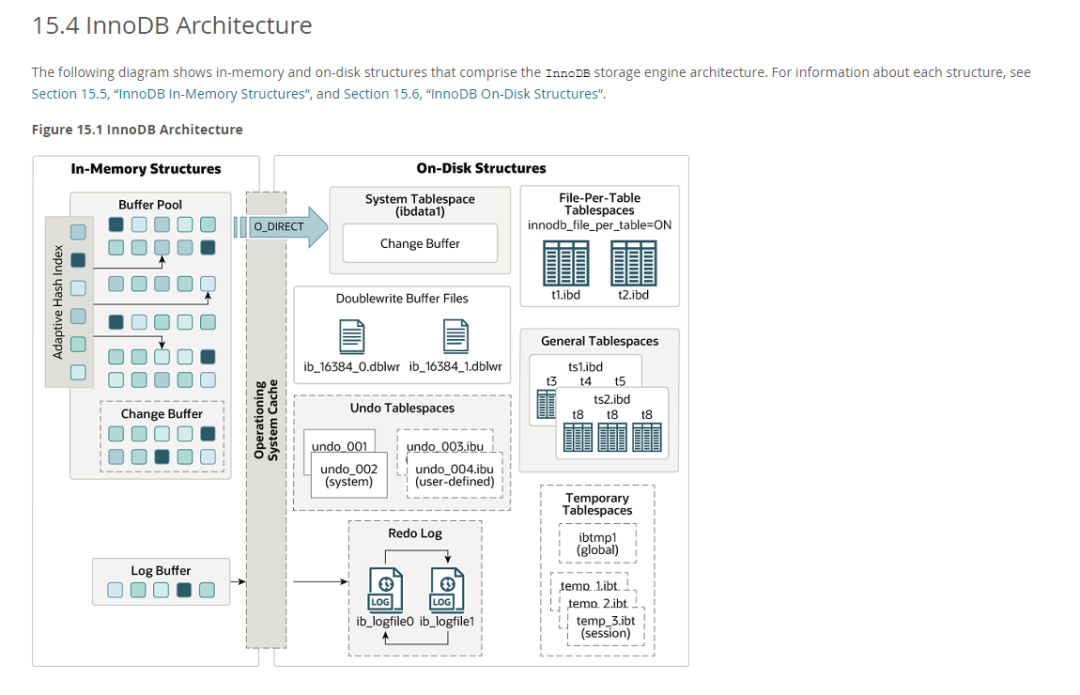 15.4 InnoDB Architecture
The following diagram shows in-memory and on-disk structures that comprise the InnoDB storage engine architecture. For information about each structure, see
Section 15.5, “InnoDB In-Memory Structures”, and Section 15.6, “InnoDB On-Disk Structures”.
Figure 15.1 InnoDB Architecture
In-Memory Structures
Buffer Pool
Adaptive Hash Index
Change Buffer
Log Buffer
Operationing
System Cache
O_DIRECT
On-Disk Structures
System Tablespace
(ibdata1)
Change Buffer
Doublewrite Buffer Files
ib_16384_0.dblwr ib_16384_1.dblwr
Undo Tablespaces
undo_001
undo_002
(system)
undo_003.ibu
undo_004.ibu
(user-defined)
Redo Log
LOG LOG
ib_logfile0 ib_logfile1
File-Per-Table
Tablespaces
innodb_file_per_table=ON
t1.ibd t2.ibd
General Tablespaces
ts1.ibd
t3 t4 t5
ts2.ibd
t8 t8 t8
Temporary
Tablespaces
ibtmp1
(global)
temp_1.ibt
temp_2.ibt
temp_3.ibt
(session)